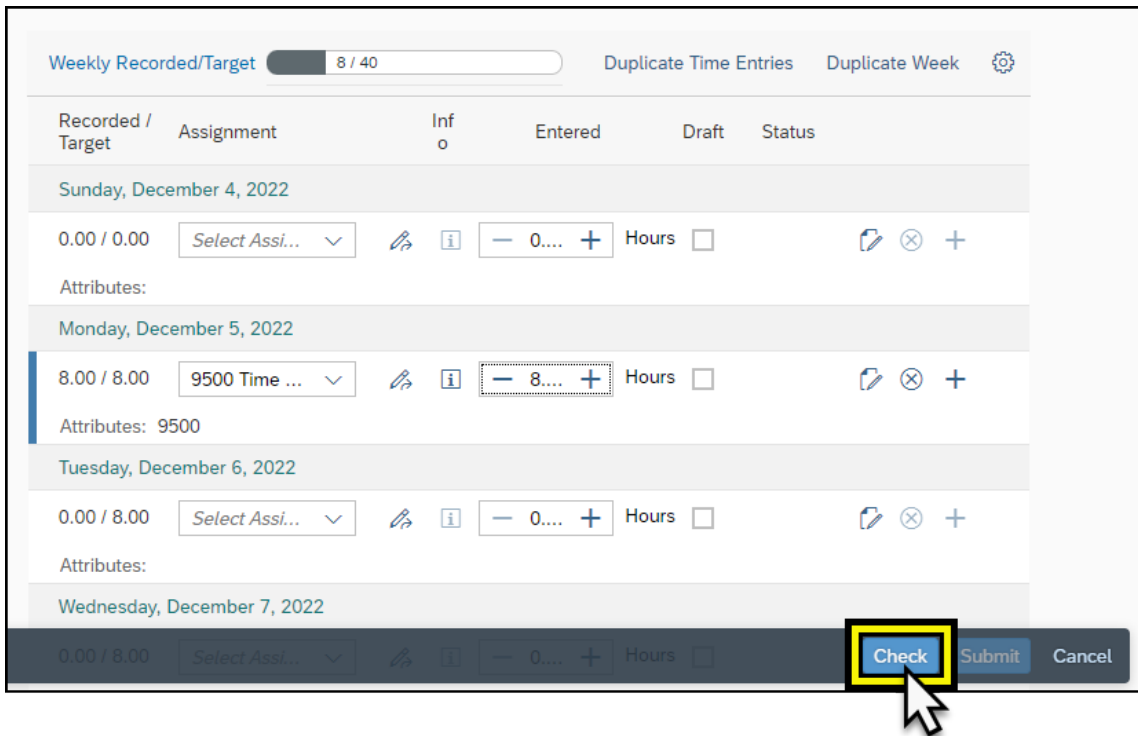 Weekly Recorded/Target 8 / 40 Duplicate Time Entries Duplicate Week
Recorded / Target Assignment Info Entered Draft Status
Sunday, December 4, 2022
0.00 / 0.00 Select Assi... 0.... Hours
Attributes:
Monday, December 5, 2022
8.00 / 8.00 9500 Time ... 8.... Hours
Attributes: 9500
Tuesday, December 6, 2022
0.00 / 8.00 Select Assi... 0.... Hours
Attributes:
Wednesday, December 7, 2022
0.00 / 8.00 Select Assi... 0.... Hours Check Submit Cancel